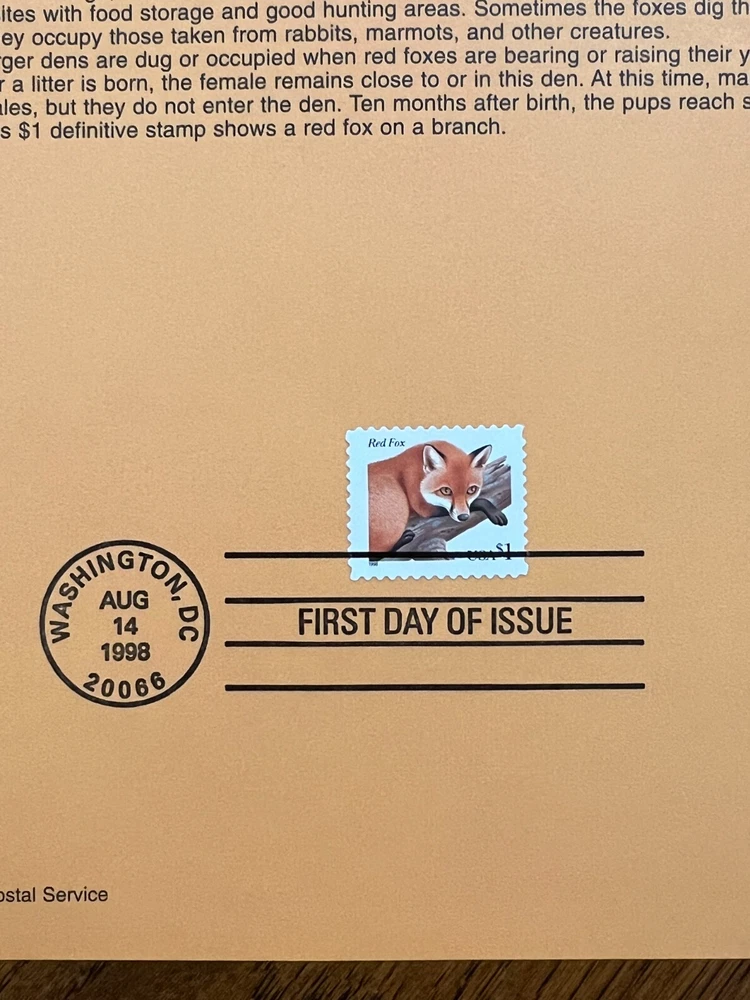 sites with food storage and good hunting areas. Sometimes the foxes dig th
ey occupy those taken from rabbits, marmots, and other creatures.
rger dens are dug or occupied when red foxes are bearing or raising their y
r a litter is born, the female remains close to or in this den. At this time, ma
ales, but they do not enter the den. Ten months after birth, the pups reach s
s $1 definitive stamp shows a red fox on a branch.
Red Fox
USA $1
1998
WASHINGTON, DC
AUG
14
1998
20066
FIRST DAY OF ISSUE
ostal Service